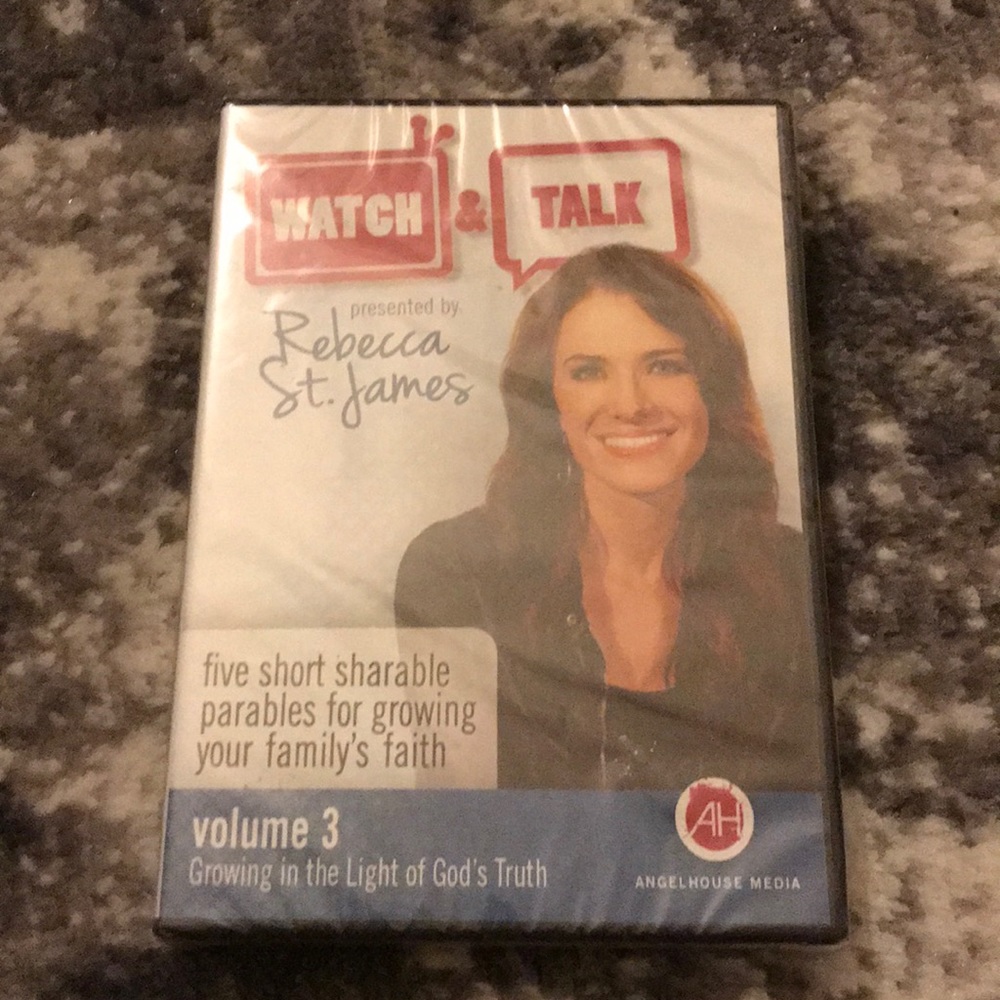 WATCH & TALK
presented by
Rebecca
St. James
five short sharable
parables for growing
your family's faith
volume 3
Growing in the Light of God's Truth
AH
ANGELHOUSE MEDIA